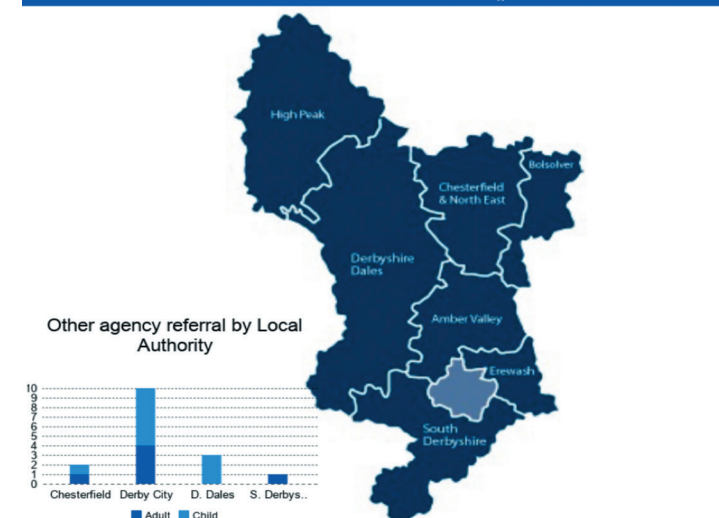 High Peak
Bolsolver
Chesterfield
& North East
Derbyshire
Dales
Amber Valley
Erewash
South
Derbyshire
Other agency referral by Local
Authority
10
9
8
7
6
5
4
3
2
1
0
Chesterfield Derby City D. Dales S. Derbys..
Adult Child